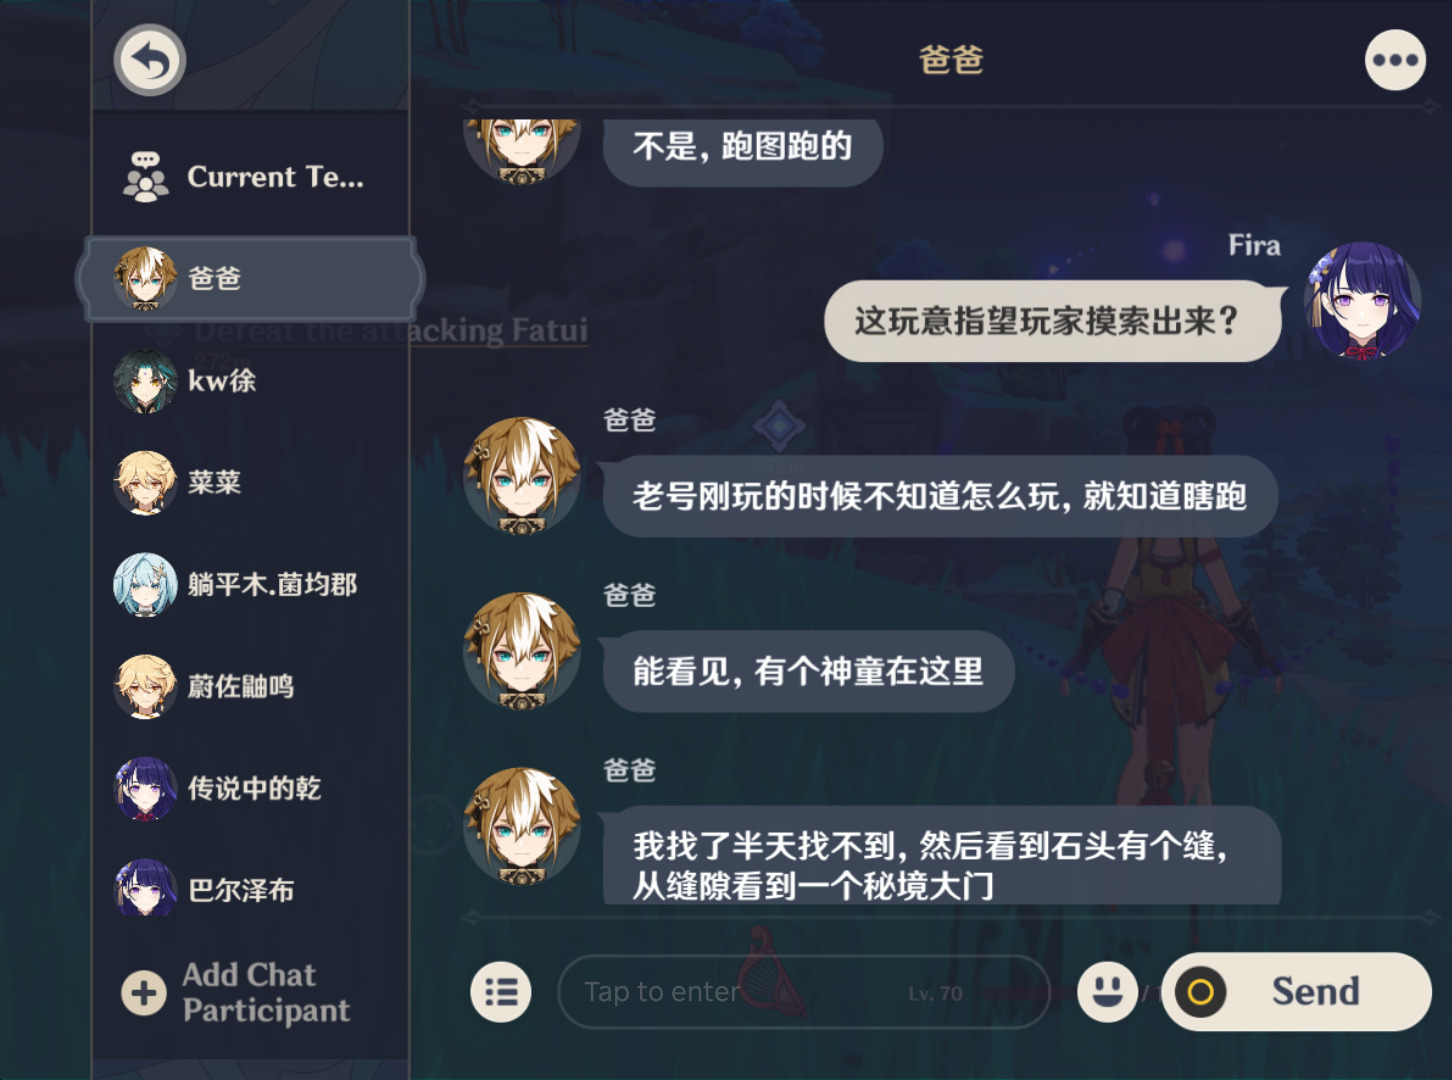 爸爸
Current Te...
爸爸
Defeat the attacking Fatui
272m
kw徐
菜菜
躺平木.菌均郡
蔚佐鼬鸣
传说中的乾
巴尔泽布
Add Chat
Participant
不是，跑图跑的
Fira
这玩意指望玩家摸索出来？
爸爸
272m
老号刚玩的时候不知道怎么玩，就知道瞎跑
爸爸
能看见，有个神童在这里
爸爸
我找了半天找不到，然后看到石头有个缝，
从缝隙看到一个秘境大门
Tap to enter
Lv. 70
Send